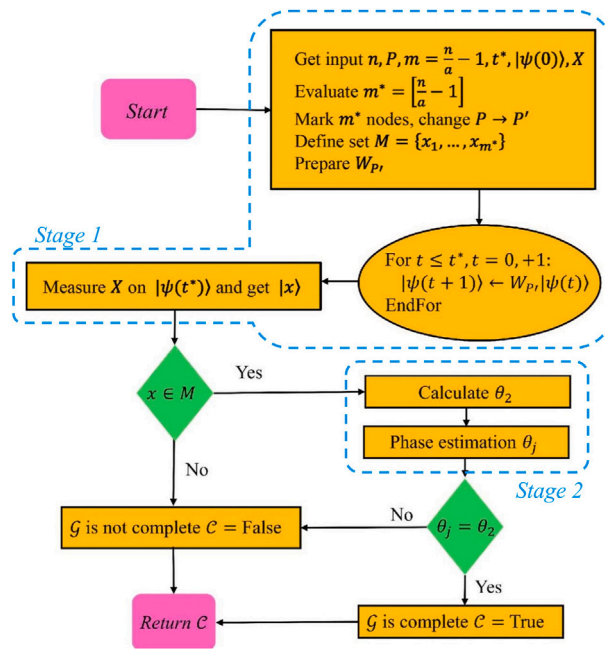 Start
Get input n, P, m = n/a − 1, t*, |ψ(0)⟩, X
Evaluate m* = [n/a − 1]
Mark m* nodes, change P → P′
Define set M = {x₁, …, xₘ*}
Prepare W_P′
Stage 1
For t ≤ t*, t = 0, +1:
|ψ(t + 1)⟩ ← W_P′|ψ(t)⟩
EndFor
Measure X on |ψ(t*)⟩ and get |x⟩
x ∈ M
Yes
Calculate θ₂
Phase estimation θⱼ
Stage 2
No
𝒢 is not complete 𝒞 = False
No
θⱼ = θ₂
Yes
Return 𝒞
𝒢 is complete 𝒞 = True